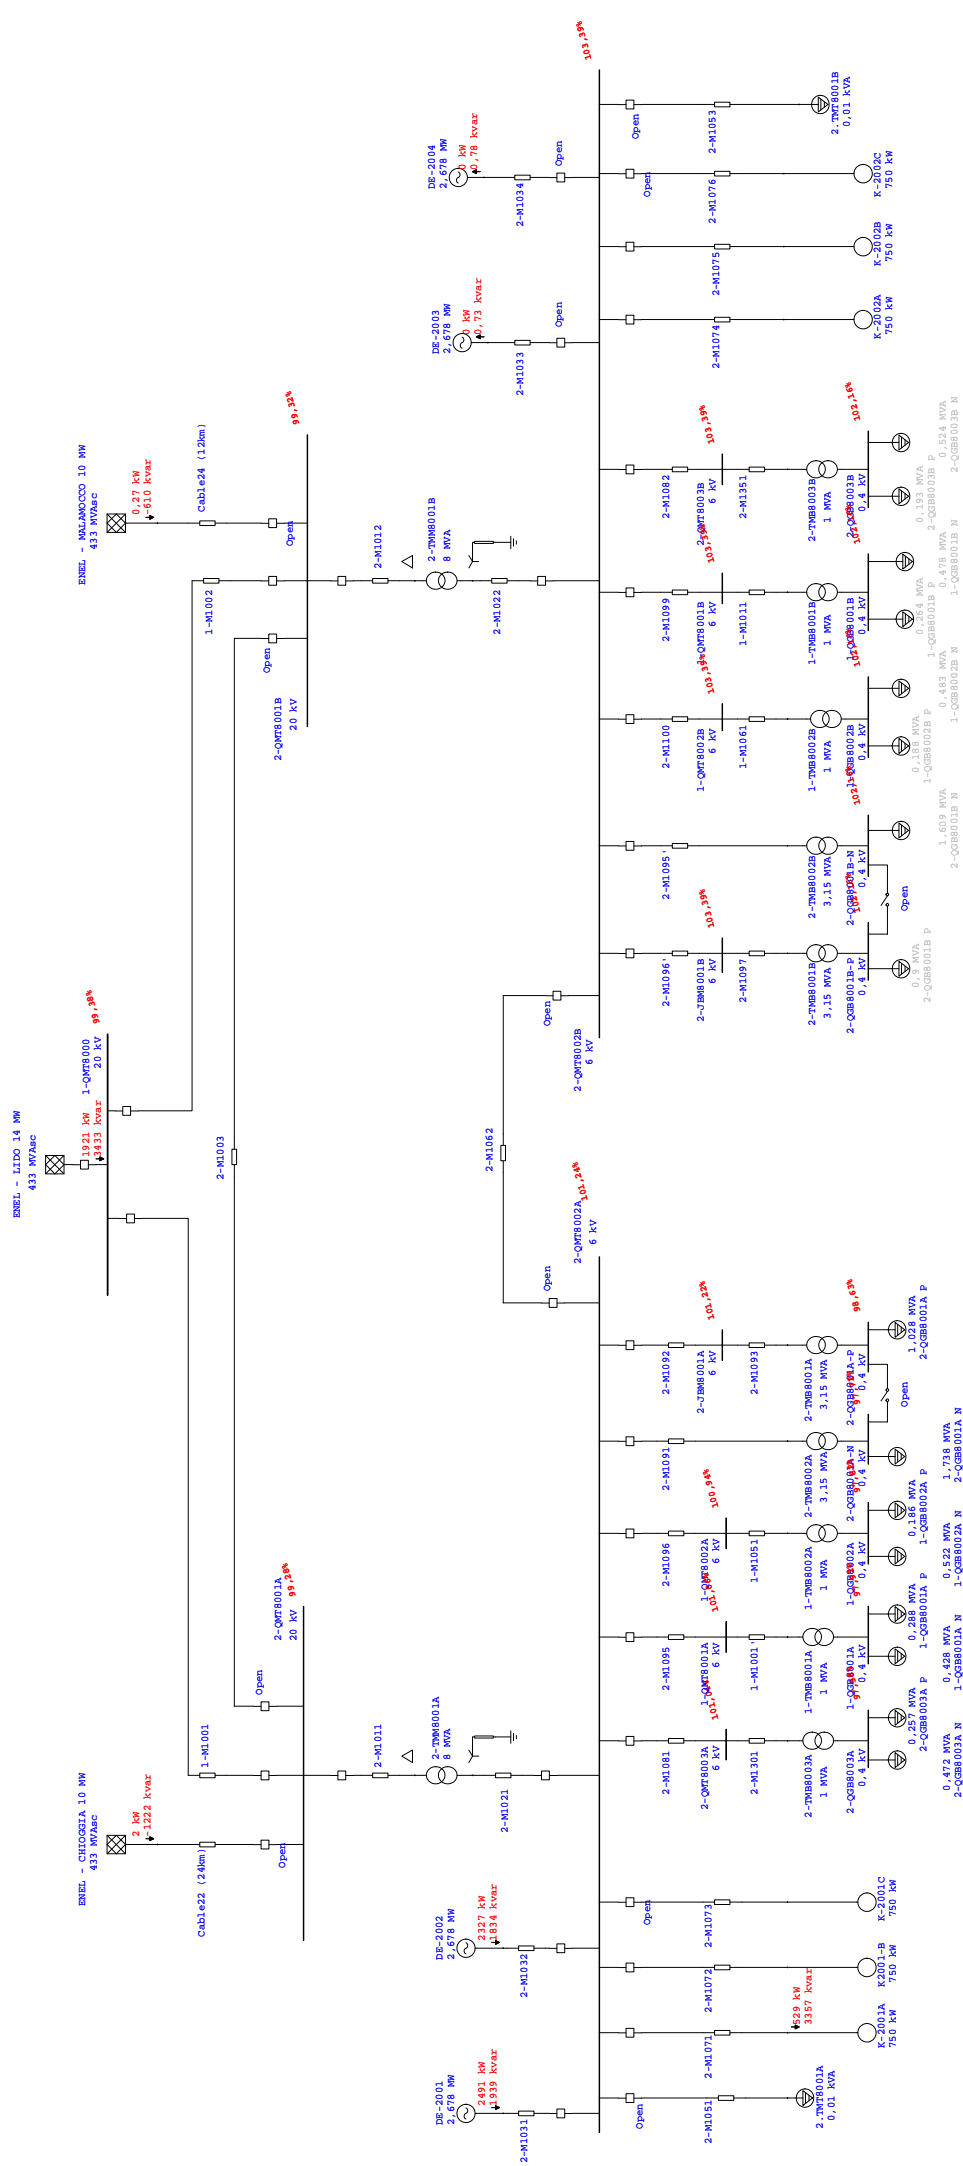 ENEL - LIDO 14 MW
433 MVAsc
1921 kW
3433 kvar
1-QMT8000
20 kV
99,38%
ENEL - CHIOGGIA 10 MW
433 MVAsc
2 kW
-1222 kvar
Cable22 (24km)
Open
1-M1101
Open
2-QMT8001A
20 kV
99,28%
2-M1003
ENEL - MALAMOCCO 10 MW
433 MVAsc
0,27 kW
-610 kvar
Cable24 (12km)
Open
1-M1002
Open
2-QMT8001B
20 kV
99,32%
2-M1011
2-TMM8001A
8 MVA
2-M1021
2-M1012
2-TMM8001B
8 MVA
2-M1022
DE-2001
2,678 MW
2491 kW
1939 kvar
2-M1031
DE-2002
2,678 MW
2327 kW
1834 kvar
2-M1032
DE-2003
2,678 MW
0 kW
0,73 kvar
2-M1033
Open
DE-2004
2,678 MW
0 kW
0,78 kvar
2-M1034
Open
2-QMT8002A
6 kV
101,24%
Open
2-M1062
Open
2-QMT8002B
6 kV
103,39%
Open
2-M1051
2.TMT8001A
0,01 kVA
2-M1071
529 kW
3357 kvar
K-2001A
750 kW
2-M1072
K2001-B
750 kW
Open
2-M1073
K-2001C
750 kW
2-M1081
2-QMT8003A
6 kV
2-M1301
2-TMB8003A
1 MVA
2-QGB8003A
0,4 kV
0,472 MVA
2-QGB8003A N
0,257 MVA
2-QGB8003A P
2-M1095
1-QMT8001A
6 kV
1-M1001'
1-TMB8001A
1 MVA
1-QGB8001A
0,4 kV
0,428 MVA
1-QGB8001A N
0,288 MVA
1-QGB8001A P
2-M1096
1-QMT8002A
6 kV
100,94%
1-M1051
1-TMB8002A
1 MVA
1-QGB8002A
0,4 kV
0,522 MVA
1-QGB8002A N
0,186 MVA
1-QGB8002A P
2-M1091
2-TMB8002A
3,15 MVA
2-QGB8001A-N
0,4 kV
1,738 MVA
2-QGB8001A N
2-M1092
2-JBM8001A
6 kV
101,22%
2-M1093
2-TMB8001A
3,15 MVA
2-QGB8001A-P
0,4 kV
98,63%
Open
1,028 MVA
2-QGB8001A P
2-M1096'
2-JBM8001B
6 kV
103,39%
2-M1097
2-TMB8001B
3,15 MVA
2-QGB8001B-P
0,4 kV
0,9 MVA
2-QGB8001B P
Open
2-M1095'
2-TMB8002B
3,15 MVA
2-QGB8001B-N
0,4 kV
1,609 MVA
2-QGB8001B N
2-M1100
1-QMT8002B
6 kV
103,39%
1-M1061
1-TMB8002B
1 MVA
1-QGB8002B
0,4 kV
0,188 MVA
1-QGB8002B P
0,483 MVA
1-QGB8002B N
2-M1099
1-QMT8001B
6 kV
103,39%
1-M1011
1-TMB8001B
1 MVA
1-QGB8001B
0,4 kV
0,264 MVA
1-QGB8001B P
0,478 MVA
1-QGB8001B N
2-M1082
2-QMT8003B
6 kV
103,39%
2-M1351
2-TMB8003B
1 MVA
2-QGB8003B
0,4 kV
102,16%
0,193 MVA
2-QGB8003B P
0,524 MVA
2-QGB8003B N
2-M1074
K-2002A
750 kW
2-M1075
K-2002B
750 kW
Open
2-M1076
K-2002C
750 kW
Open
2-M1053
2.TMT8001B
0,01 kVA